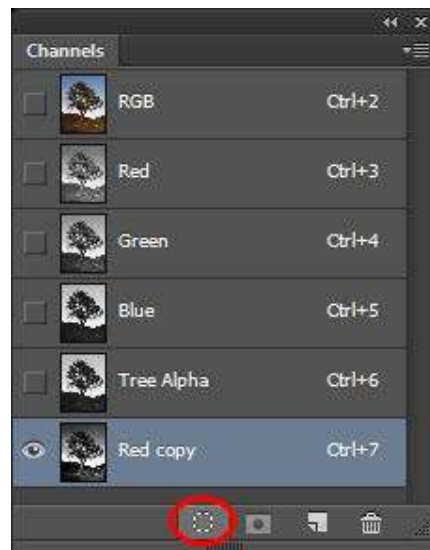 Channels
RGB Ctrl+2
Red Ctrl+3
Green Ctrl+4
Blue Ctrl+5
Tree Alpha Ctrl+6
Red copy Ctrl+7